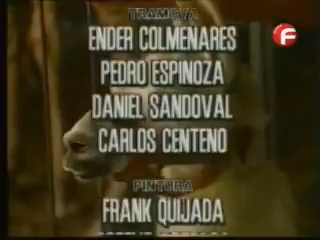 TRAMOYA
ENDER COLMENARES
PEDRO ESPINOZA
DANIEL SANDOVAL
CARLOS CENTENO
PINTURA
FRANK QUIJADA